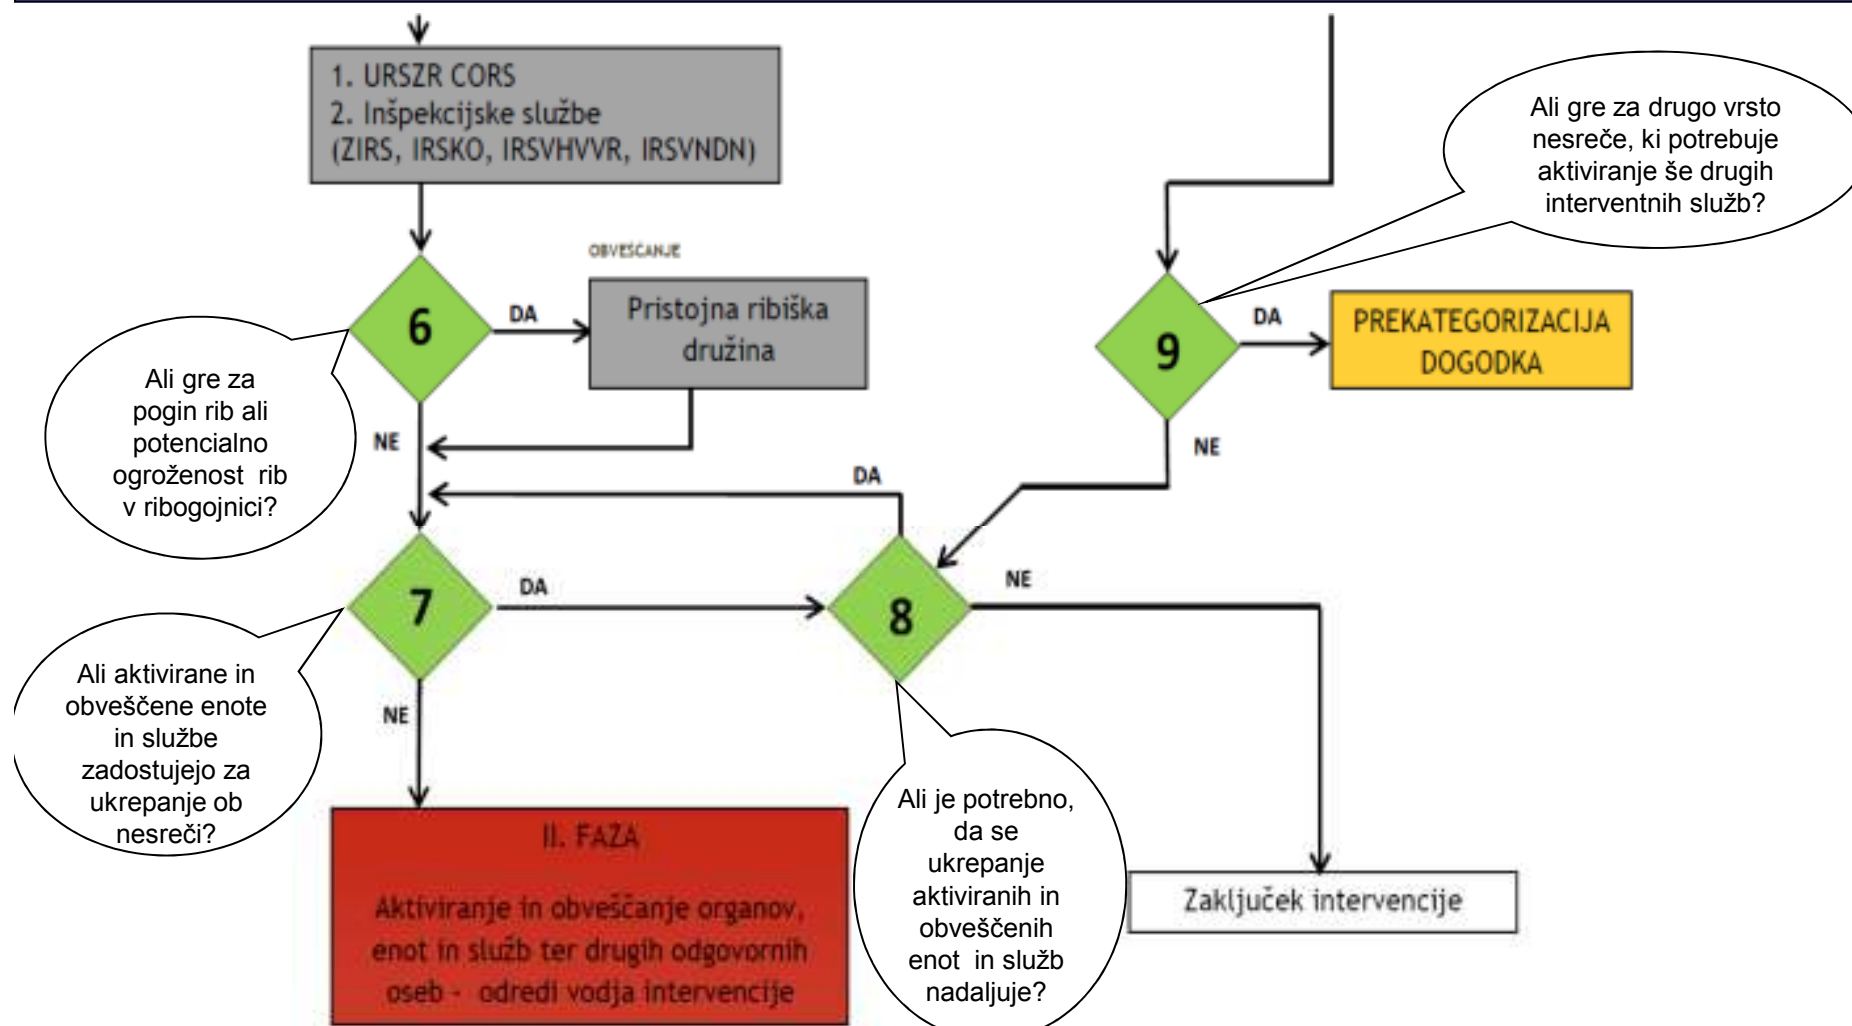 1. URSZR CORS
2. Inšpekcijske službe
(ZIRS, IRSKO, IRSVHVVR, IRSVNDN)
Ali gre za drugo vrsto
nesreče, ki potrebuje
aktiviranje še drugih
interventnih služb?
OBVEŠČANJE
6
DA
Pristojna ribiška
družina
9
DA
PREKATEGORIZACIJA
DOGODKA
Ali gre za
pogin rib ali
potencialno
ogroženost rib
v ribogojnici?
NE
NE
DA
7
DA
8
NE
Ali aktivirane in
obveščene enote
in službe
zadostujejo za
ukrepanje ob
nesreči?
NE
Ali je potrebno,
da se
ukrepanje
aktiviranih in
obveščenih
enot in služb
nadaljuje?
II. FAZA
Aktiviranje in obveščanje organov,
enot in služb ter drugih odgovornih
oseb - odredi vodja intervencije
Zaključek intervencije